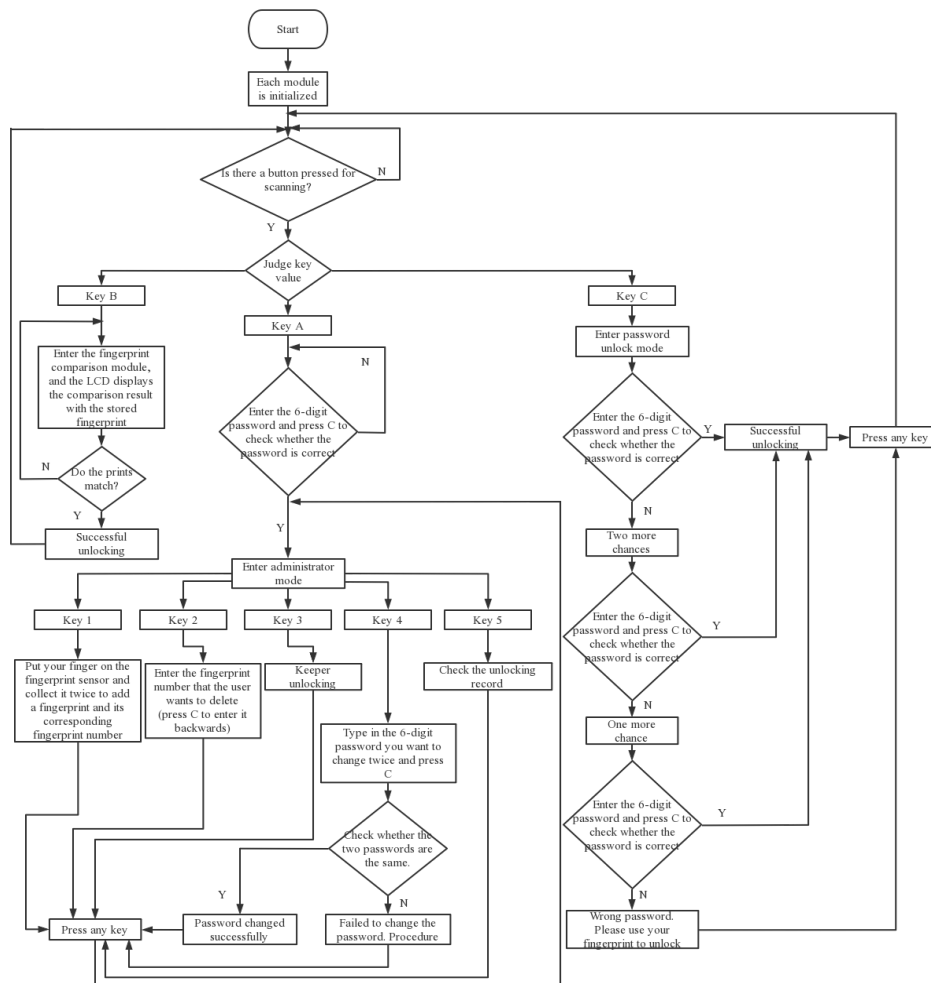 Start
Each module
is initialized
Is there a button pressed for
scanning?
N
Y
Judge key
value
Key B
Key A
Key C
Enter the fingerprint
comparison module,
and the LCD displays
the comparison result
with the stored
fingerprint
Do the prints
match?
N
Y
Successful
unlocking
N
Enter the 6-digit
password and press C to
check whether the
password is correct
Y
Enter administrator
mode
Key 1
Key 2
Key 3
Key 4
Key 5
Put your finger on the
fingerprint sensor and
collect it twice to add
a fingerprint and its
corresponding
fingerprint number
Enter the fingerprint
number that the user
wants to delete
(press C to enter it
backwards)
Keeper
unlocking
Check the unlocking
record
Type in the 6-digit
password you want to
change twice and press
C
Check whether the
two passwords are
the same.
Y
N
Password changed
successfully
Failed to change the
password. Procedure
Press any key
Enter password
unlock mode
Enter the 6-digit
password and press C to
check whether the
password is correct
Y
Successful
unlocking
Press any key
N
Two more
chances
Enter the 6-digit
password and press C to
check whether the
password is correct
Y
N
One more
chance
Enter the 6-digit
password and press C to
check whether the
password is correct
Y
N
Wrong password.
Please use your
fingerprint to unlock